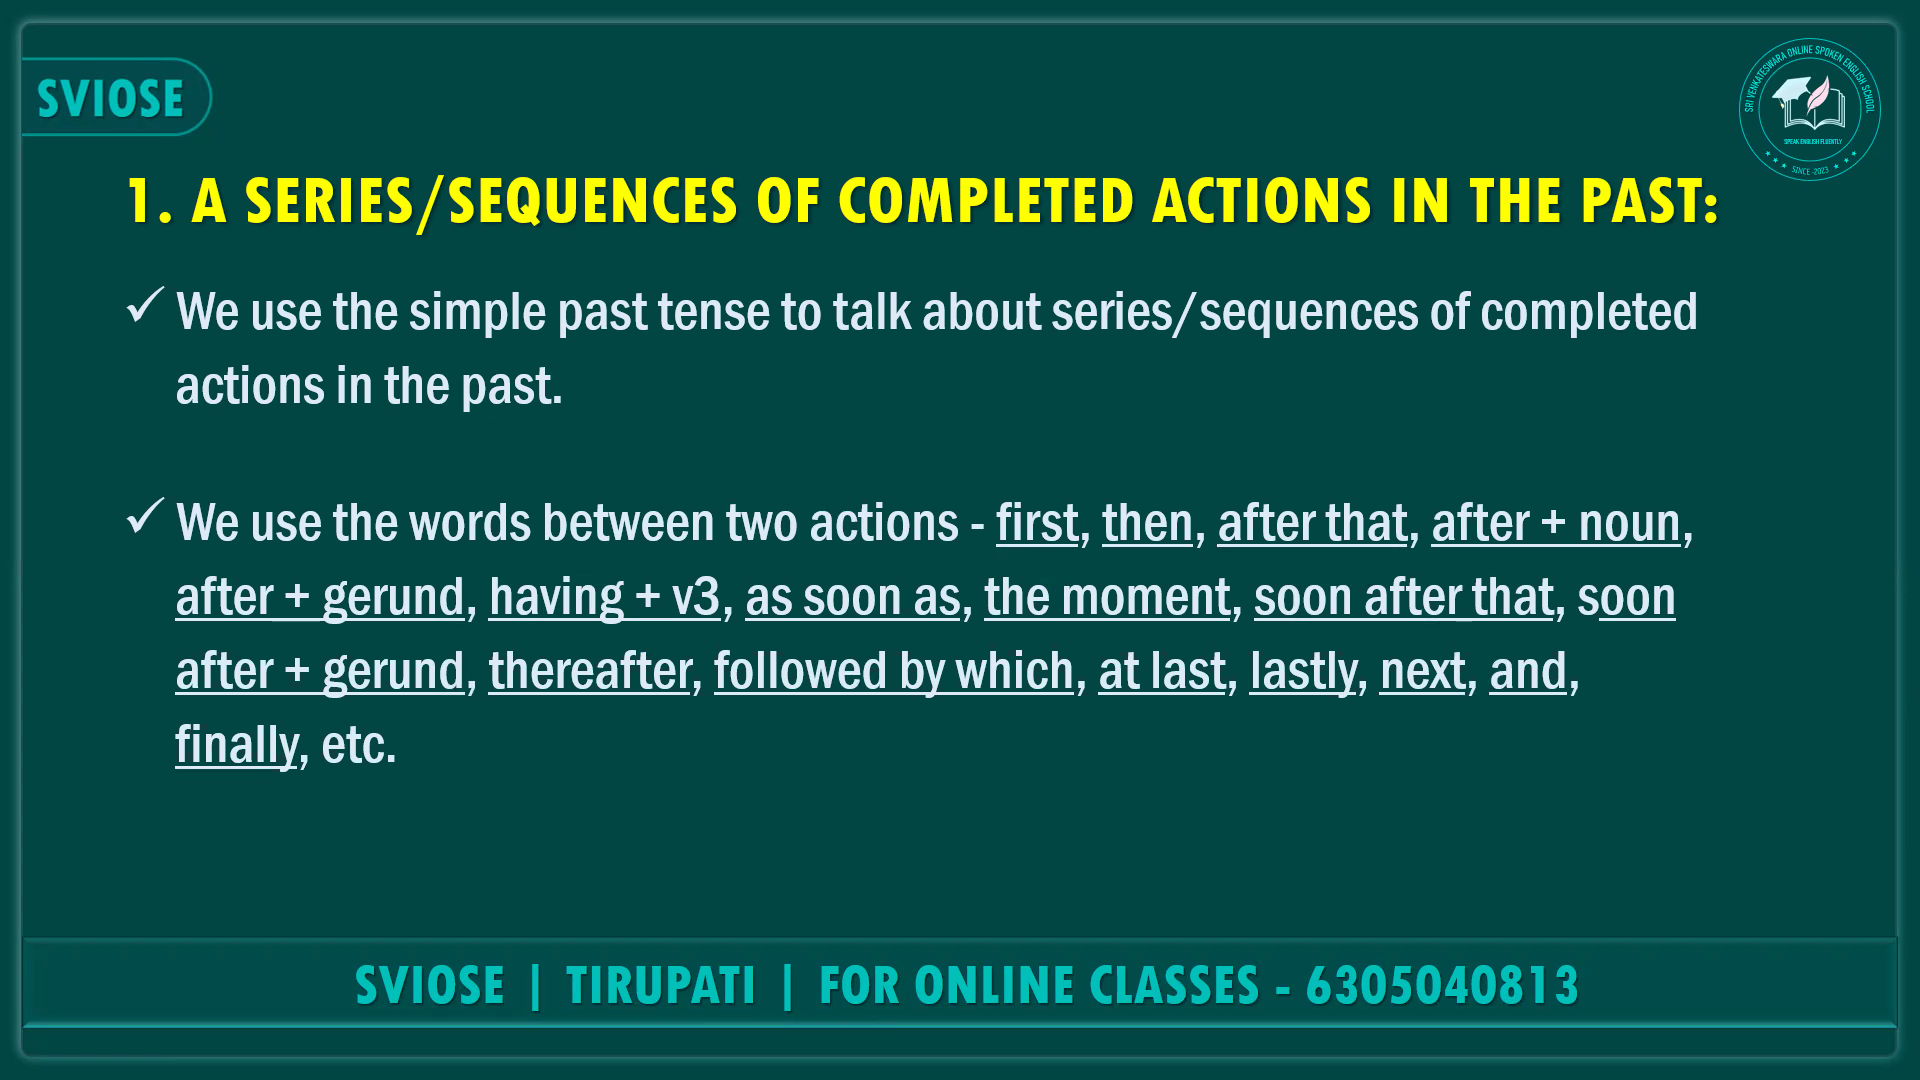 SVIOSE
SRI VENKATESWARA ONLINE SPOKEN ENGLISH SCHOOL
SPEAK ENGLISH FLUENTLY
SINCE -2023
1. A SERIES/SEQUENCES OF COMPLETED ACTIONS IN THE PAST:
We use the simple past tense to talk about series/sequences of completed
actions in the past.
We use the words between two actions - first, then, after that, after + noun,
after + gerund, having + v3, as soon as, the moment, soon after that, soon
after + gerund, thereafter, followed by which, at last, lastly, next, and,
finally, etc.
SVIOSE | TIRUPATI | FOR ONLINE CLASSES - 6305040813